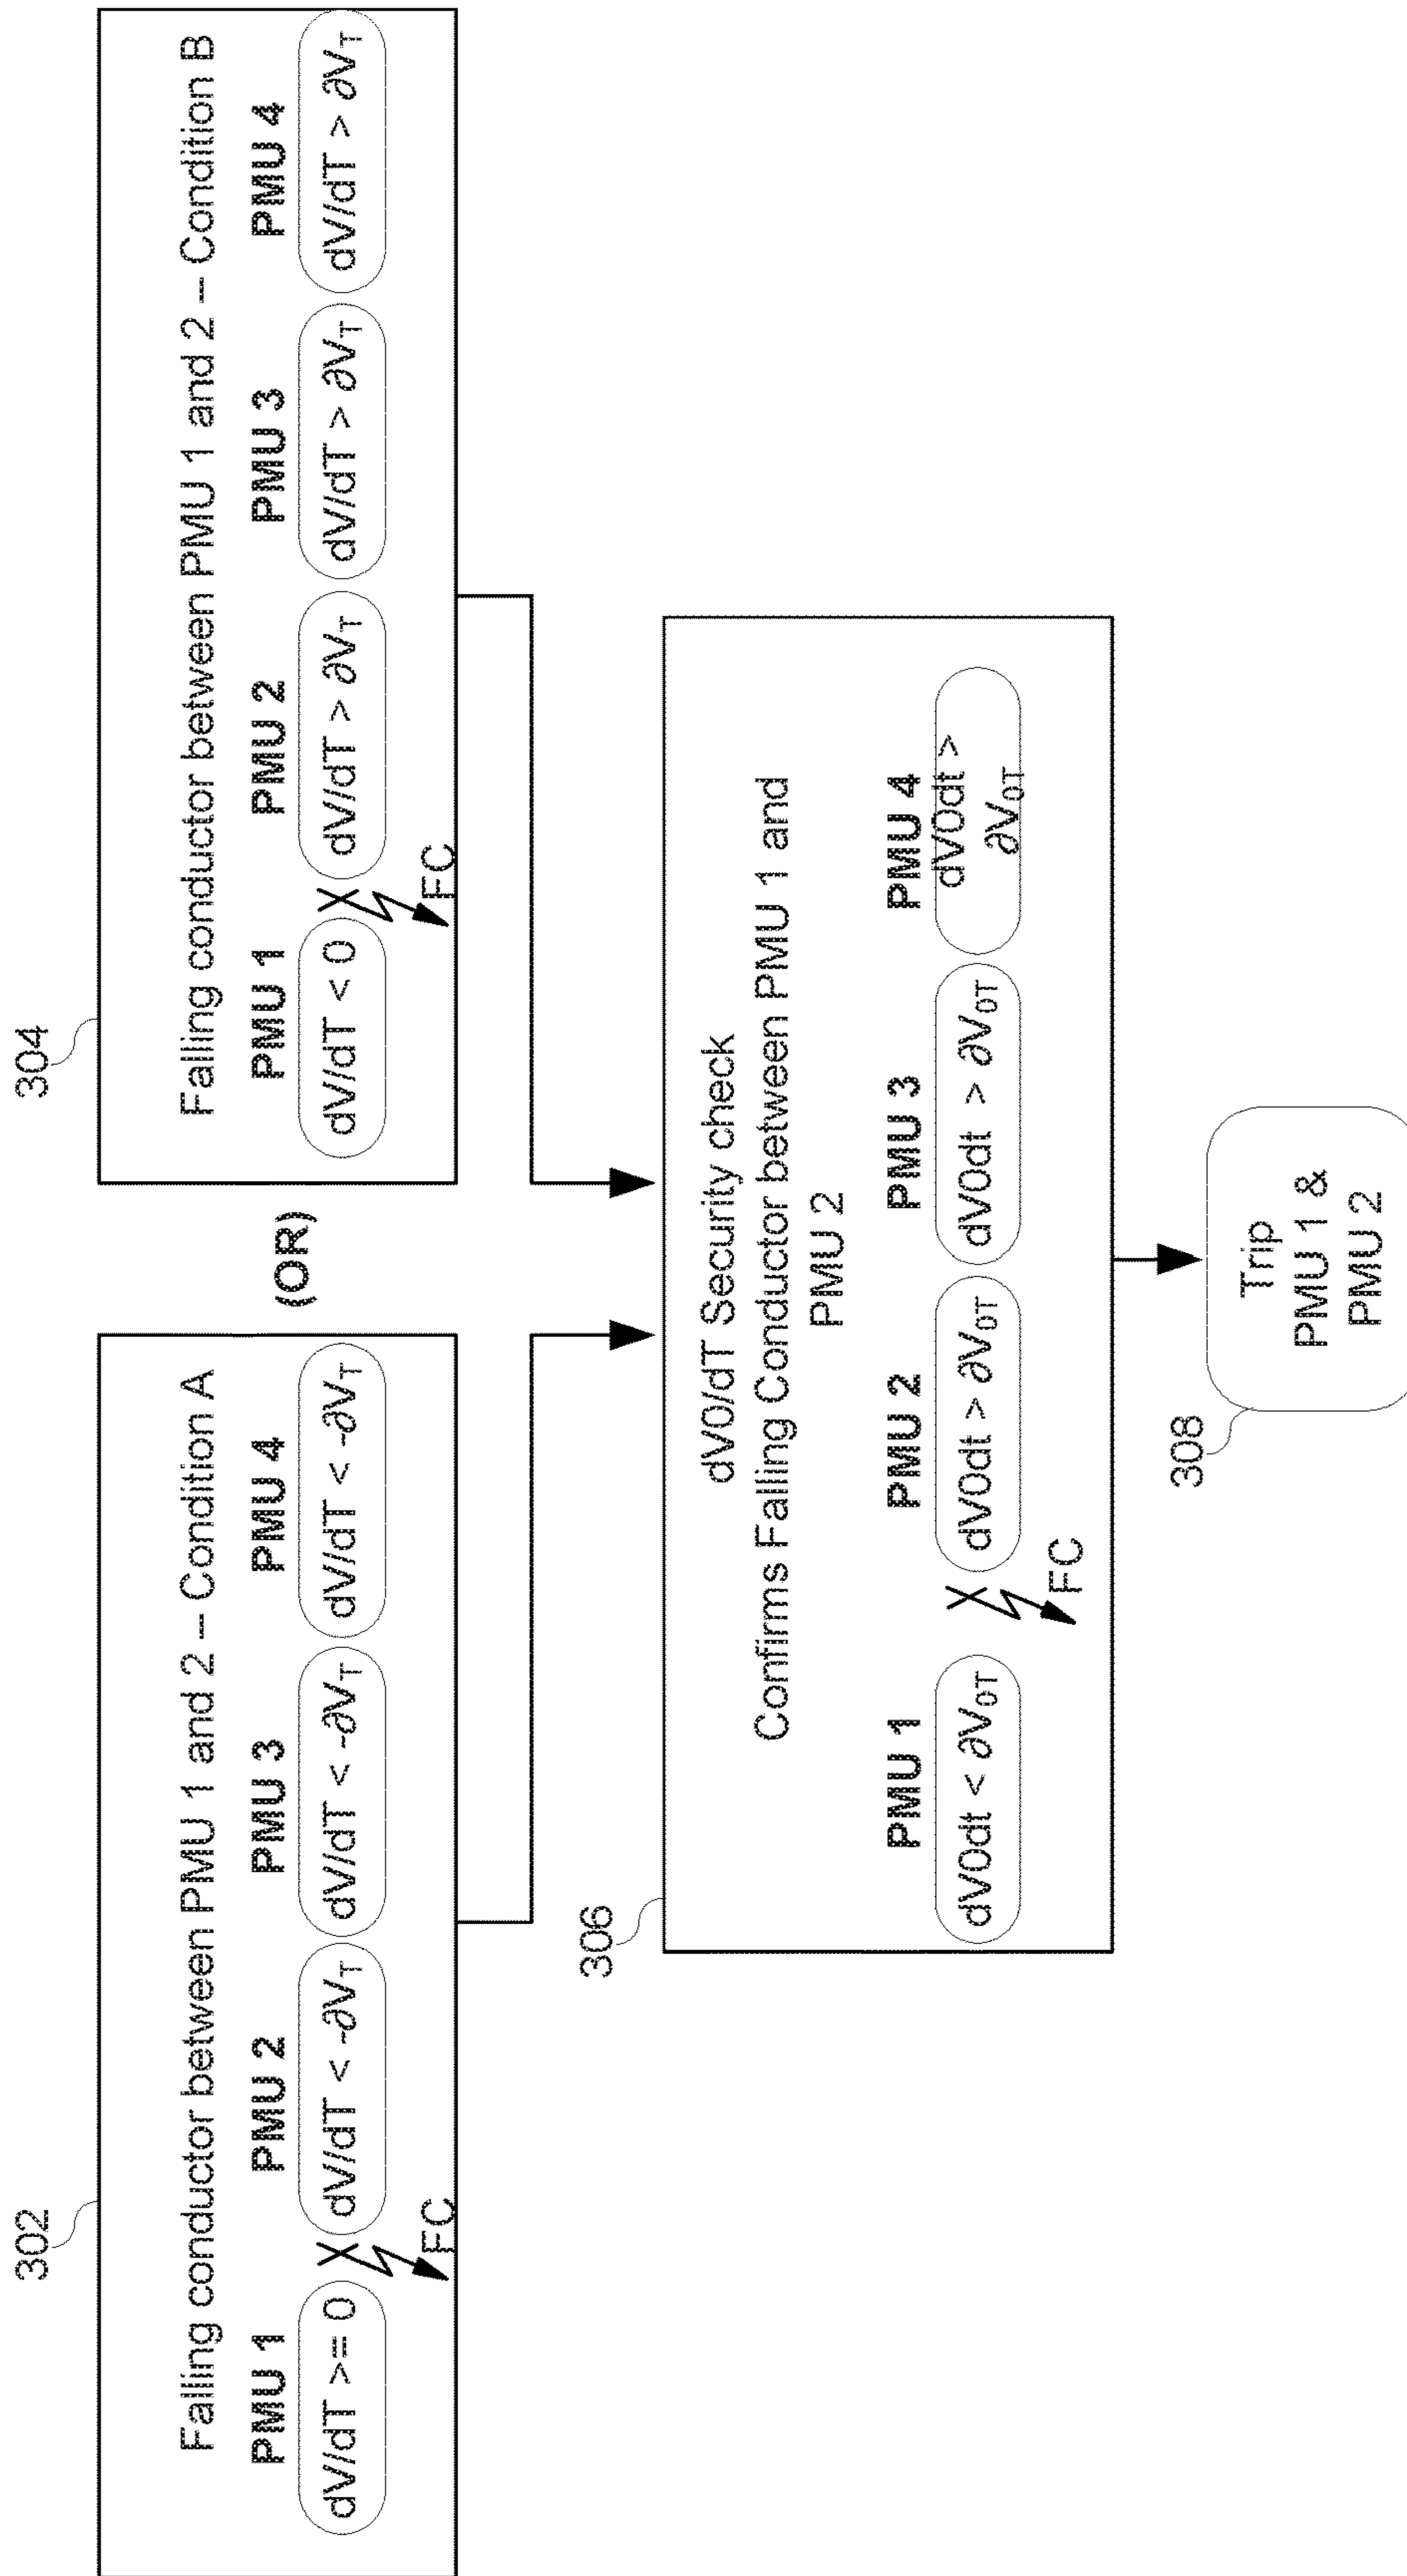 302
Falling conductor between PMU 1 and 2 – Condition A
PMU 1 PMU 2 PMU 3 PMU 4
dV/dT >= 0 X dV/dT < -∂V_T dV/dT < -∂V_T dV/dT < -∂V_T
FC
(OR)
304
Falling conductor between PMU 1 and 2 – Condition B
PMU 1 PMU 2 PMU 3 PMU 4
dV/dT < 0 X dV/dT > ∂V_T dV/dT > ∂V_T dV/dT > ∂V_T
FC
306
dV0/dT Security check
Confirms Falling Conductor between PMU 1 and
PMU 2
PMU 1 PMU 2 PMU 3 PMU 4
dV0dt < ∂V_0T X dV0dt > ∂V_0T dV0dt > ∂V_0T dV0dt >
∂V_0T
FC
308
Trip
PMU 1 &
PMU 2